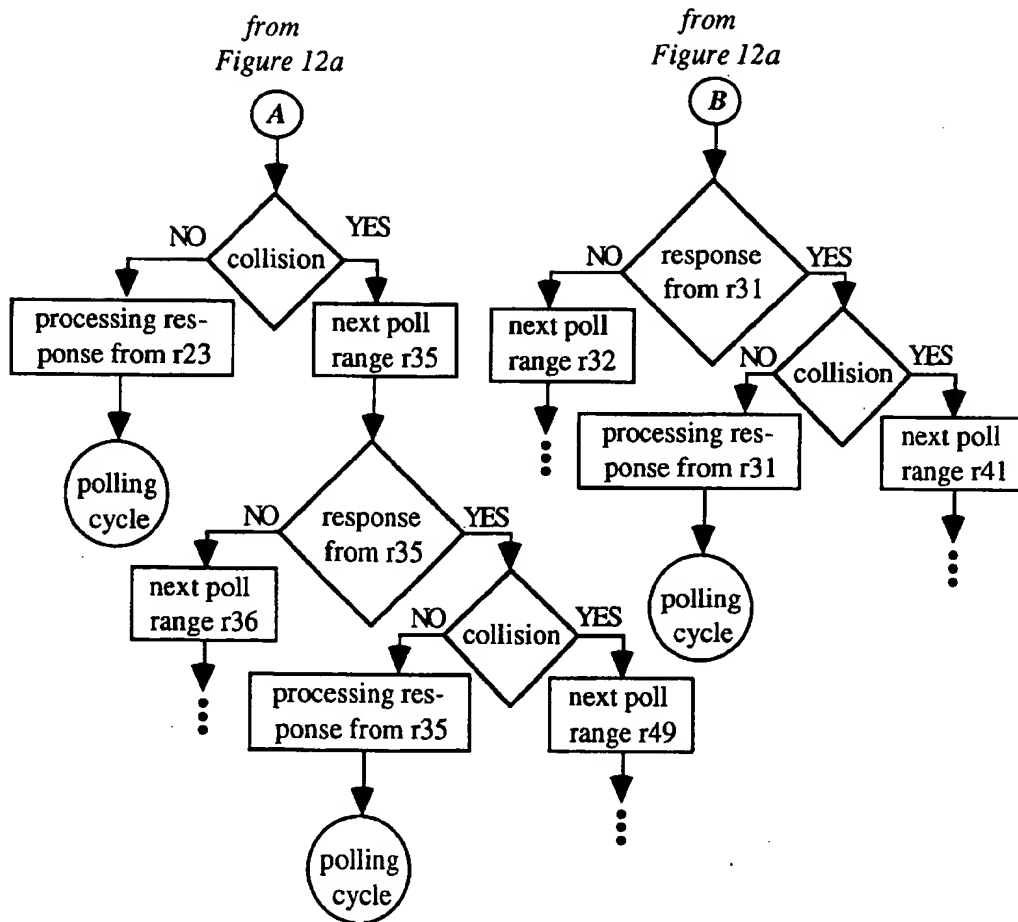 from
Figure 12a
A
collision
NO
YES
processing res-
ponse from r23
polling
cycle
next poll
range r35
response
from r35
NO
YES
next poll
range r36
collision
NO
YES
processing res-
ponse from r35
polling
cycle
next poll
range r49
from
Figure 12a
B
response
from r31
NO
YES
next poll
range r32
collision
NO
YES
processing res-
ponse from r31
polling
cycle
next poll
range r41